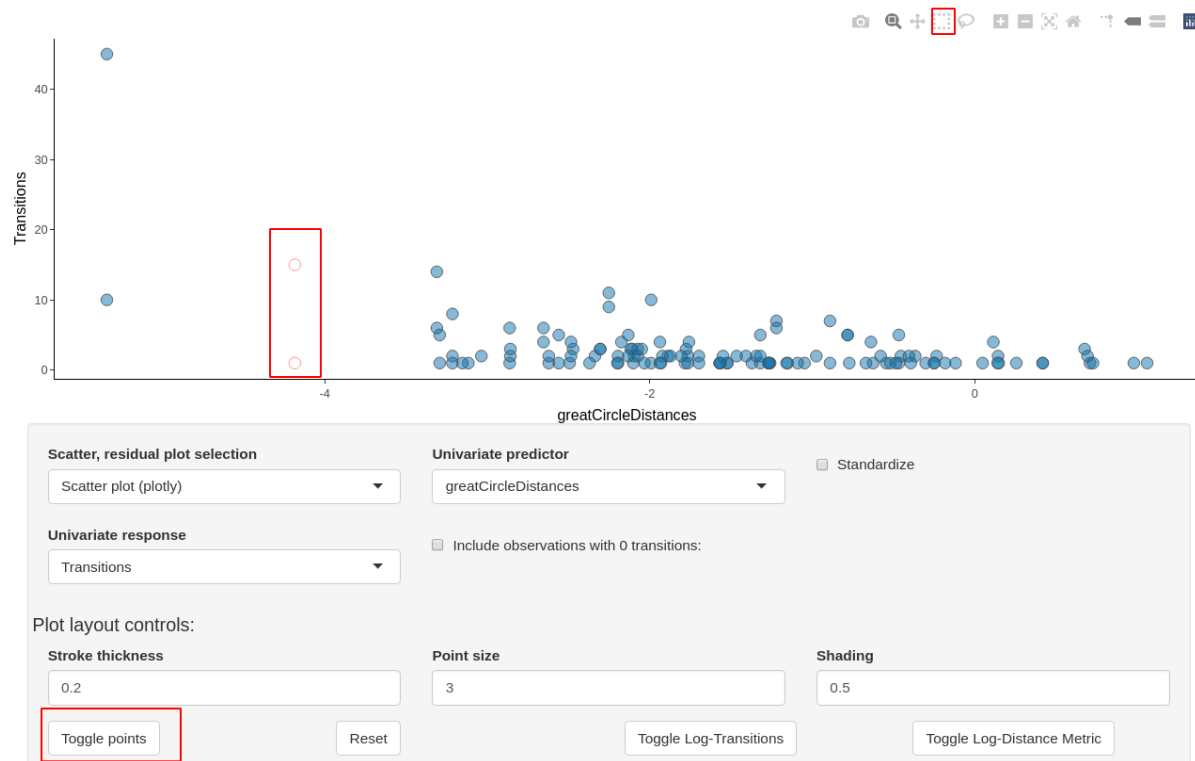 40
30
20
10
0
Transitions
-4 -2 0
greatCircleDistances
Scatter, residual plot selection Univariate predictor
Standardize
Scatter plot (plotly) greatCircleDistances
Univariate response
Include observations with 0 transitions:
Transitions
Plot layout controls:
Stroke thickness Point size Shading
0.2 3 0.5
Toggle points Reset Toggle Log-Transitions Toggle Log-Distance Metric